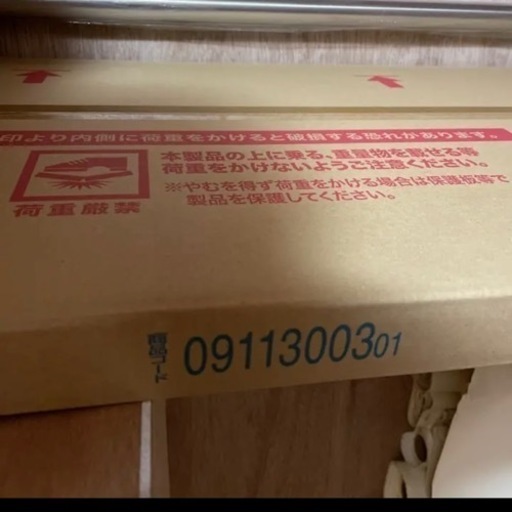 印より内側に荷重をかけると破損する恐れがあります。
本製品の上に乗る、重量物を載せる等
荷重をかけないようご注意ください。
荷重厳禁
※やむを得ず荷重をかける場合は保護板等で
製品を保護してください。
商品コード 0911300301